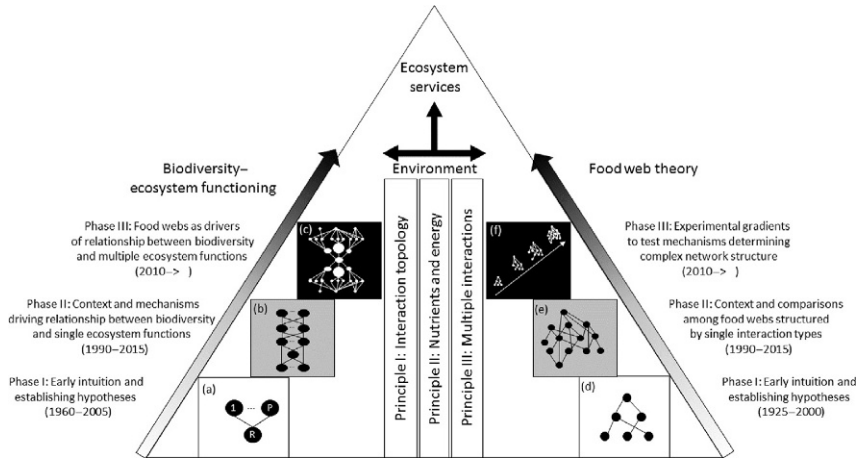 Ecosystem
services
Biodiversity–
ecosystem functioning
Environment
Food web theory
Phase III: Food webs as drivers
of relationship between biodiversity
and multiple ecosystem functions
(2010–> )
Phase II: Context and mechanisms
driving relationship between biodiversity
and single ecosystem functions
(1990–2015)
Phase I: Early intuition and
establishing hypotheses
(1960–2005)
(c)
(b)
(a)
1 ... P
R
Principle I: Interaction topology
Principle II: Nutrients and energy
Principle III: Multiple interactions
(f)
(e)
(d)
Phase III: Experimental gradients
to test mechanisms determining
complex network structure
(2010–> )
Phase II: Context and comparisons
among food webs structured
by single interaction types
(1990–2015)
Phase I: Early intuition and
establishing hypotheses
(1925–2000)